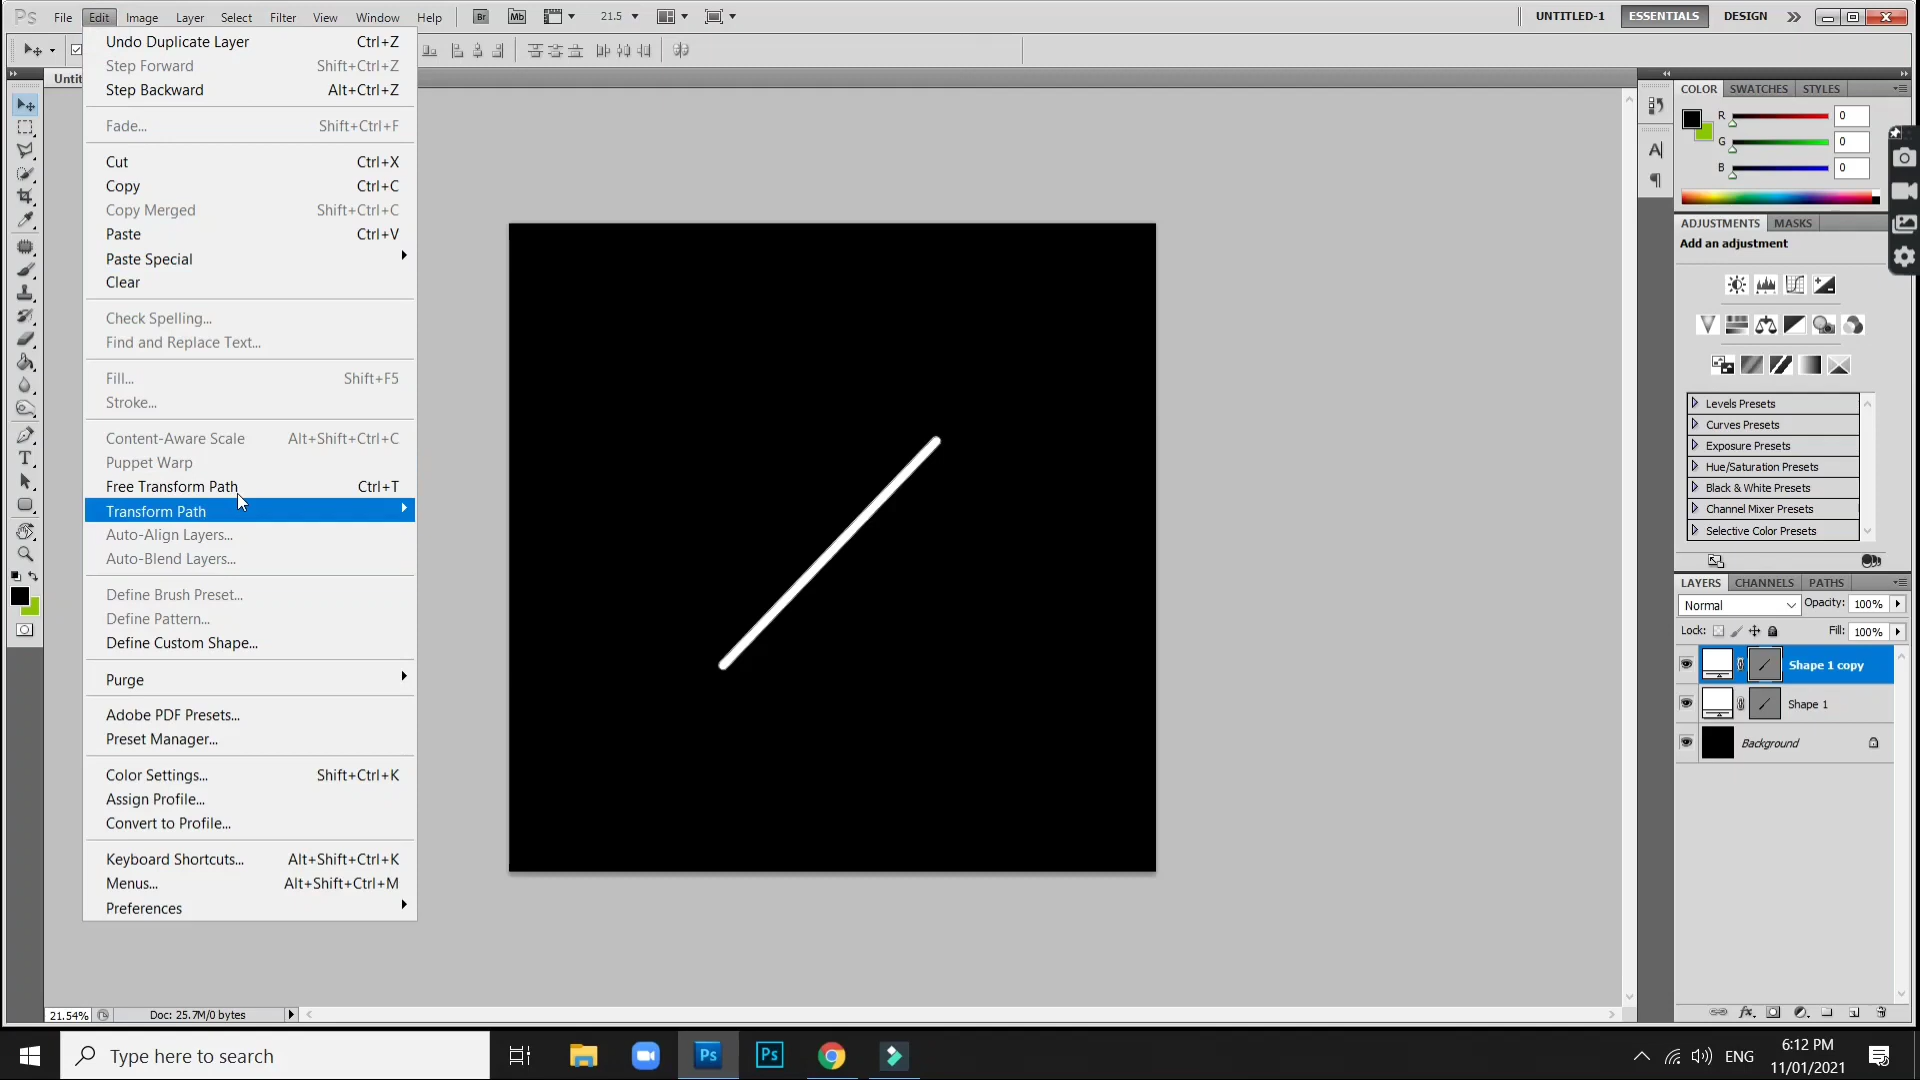 Ps File Edit Image Layer Select Filter View Window Help Br Mb 21.5 UNTITLED-1 ESSENTIALS DESIGN
Undo Duplicate Layer Ctrl+Z
Step Forward Shift+Ctrl+Z
Step Backward Alt+Ctrl+Z
Fade... Shift+Ctrl+F
Cut Ctrl+X
Copy Ctrl+C
Copy Merged Shift+Ctrl+C
Paste Ctrl+V
Paste Special
Clear
Check Spelling...
Find and Replace Text...
Fill... Shift+F5
Stroke...
Content-Aware Scale Alt+Shift+Ctrl+C
Puppet Warp
Free Transform Path Ctrl+T
Transform Path
Auto-Align Layers...
Auto-Blend Layers...
Define Brush Preset...
Define Pattern...
Define Custom Shape...
Purge
Adobe PDF Presets...
Preset Manager...
Color Settings... Shift+Ctrl+K
Assign Profile...
Convert to Profile...
Keyboard Shortcuts... Alt+Shift+Ctrl+K
Menus... Alt+Shift+Ctrl+M
Preferences
COLOR SWATCHES STYLES
R 0
G 0
B 0
ADJUSTMENTS MASKS
Add an adjustment
Levels Presets
Curves Presets
Exposure Presets
Hue/Saturation Presets
Black & White Presets
Channel Mixer Presets
Selective Color Presets
LAYERS CHANNELS PATHS
Normal Opacity: 100%
Lock: Fill: 100%
Shape 1 copy
Shape 1
Background
21.54% Doc: 25.7M/0 bytes
Type here to search Ps Ps ENG
6:12 PM
11/01/2021